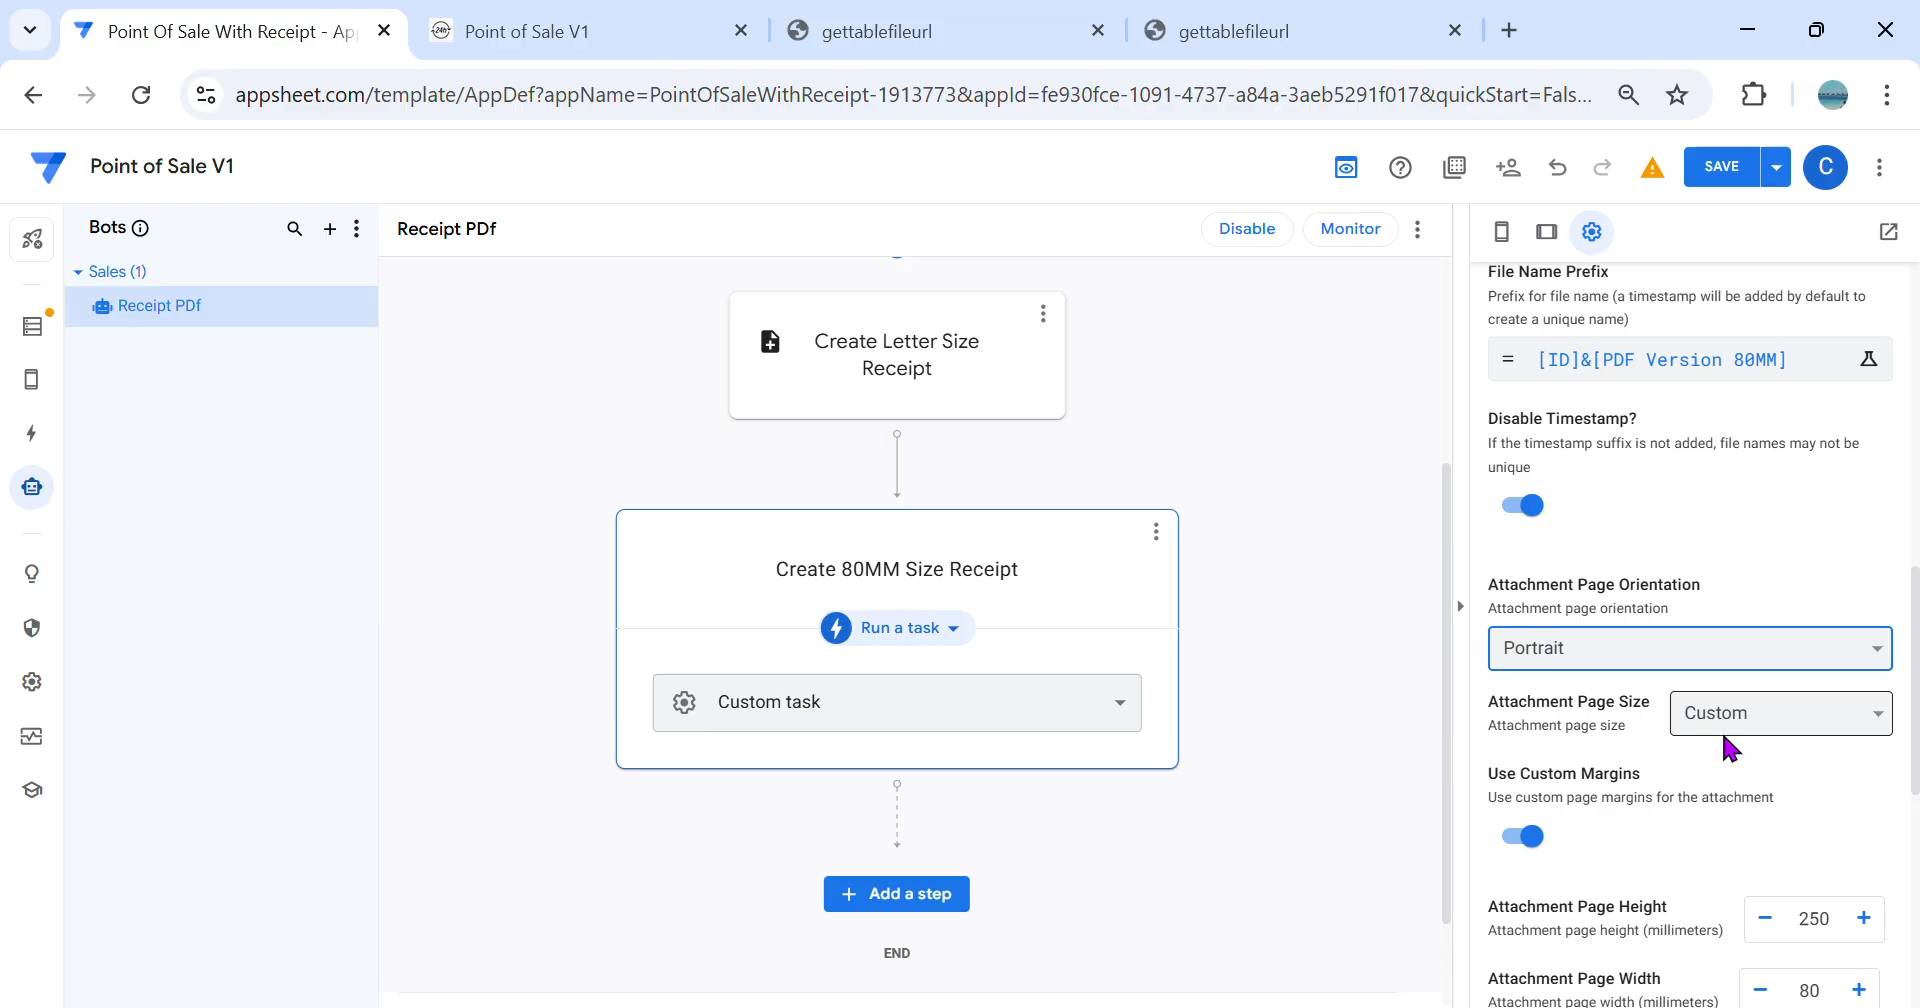 Point Of Sale With Receipt - Ap
Point of Sale V1
gettablefileurl
gettablefileurl
appsheet.com/template/AppDef?appName=PointOfSaleWithReceipt-1913773&appId=fe930fce-1091-4737-a84a-3aeb5291f017&quickStart=Fals...
Point of Sale V1
SAVE
C
Bots
Receipt PDf
Disable
Monitor
Sales (1)
Receipt PDf
Create Letter Size
Receipt
Create 80MM Size Receipt
Run a task
Custom task
Add a step
END
File Name Prefix
Prefix for file name (a timestamp will be added by default to
create a unique name)
= [ID]&[PDF Version 80MM]
Disable Timestamp?
If the timestamp suffix is not added, file names may not be
unique
Attachment Page Orientation
Attachment page orientation
Portrait
Attachment Page Size
Attachment page size
Custom
Use Custom Margins
Use custom page margins for the attachment
Attachment Page Height
Attachment page height (millimeters)
250
Attachment Page Width
Attachment page width (millimeters)
80